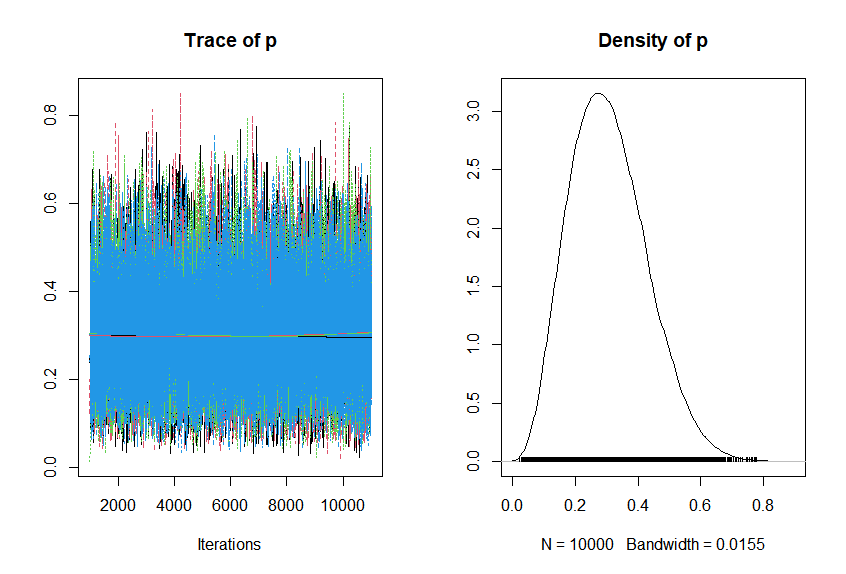 Trace of p
0.8
0.6
0.4
0.2
0.0
2000 4000 6000 8000 10000
Iterations
Density of p
3.0
2.5
2.0
1.5
1.0
0.5
0.0
0.0 0.2 0.4 0.6 0.8
N = 10000 Bandwidth = 0.0155